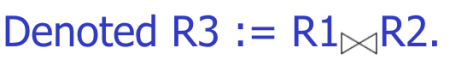 Denoted R3 := R1⋈R2.